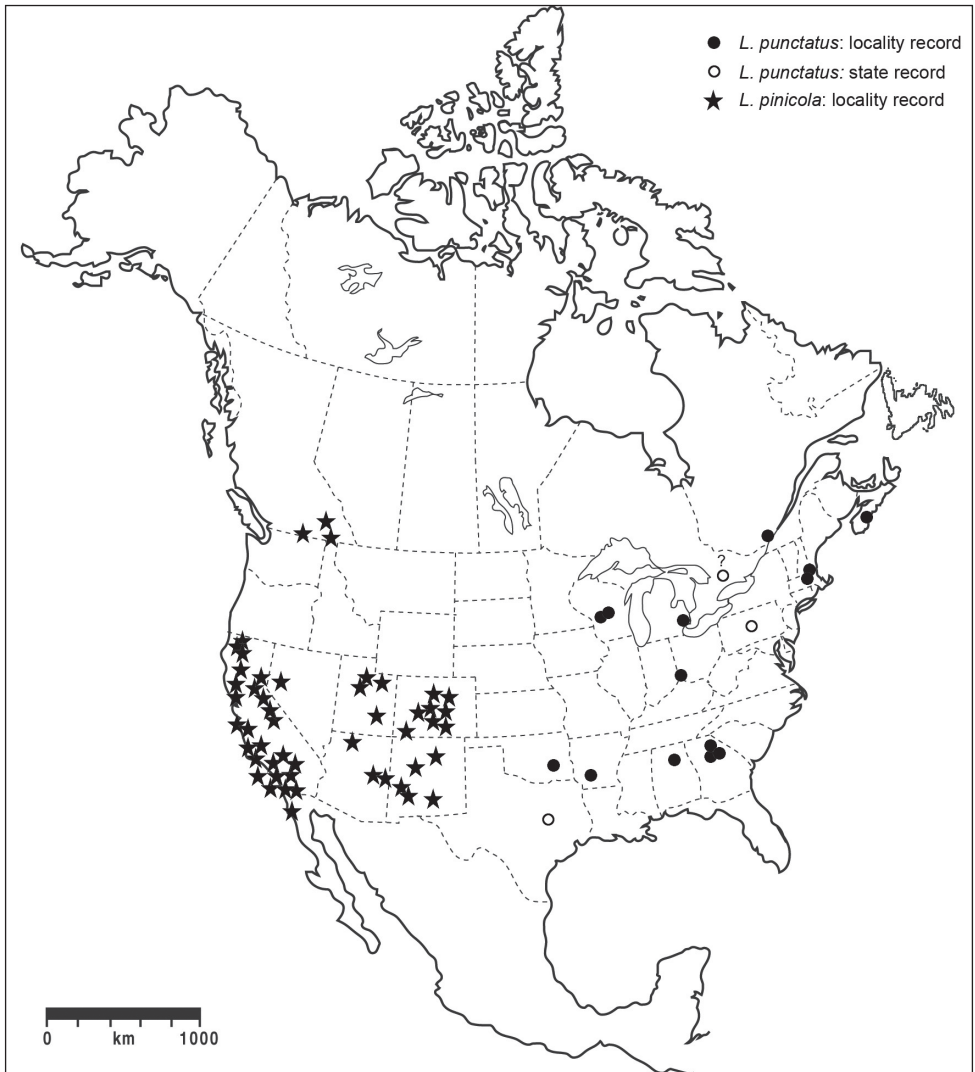 L. punctatus: locality record
L. punctatus: state record
L. pinicola: locality record
?
0 km 1000